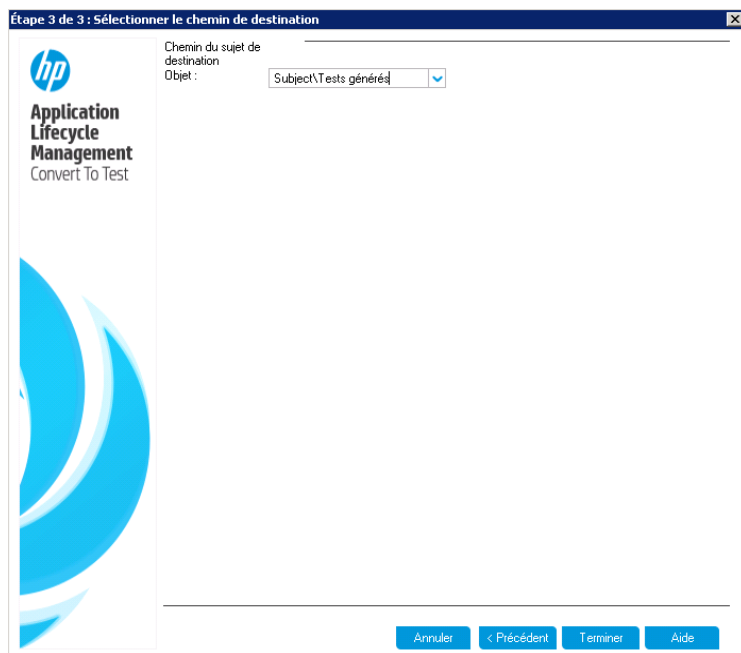 Étape 3 de 3 : Sélectionner le chemin de destination
hp
Application
Lifecycle
Management
Convert To Test
Chemin du sujet de
destination
Objet :
Subject\Tests générés
Annuler
< Précédent
Terminer
Aide